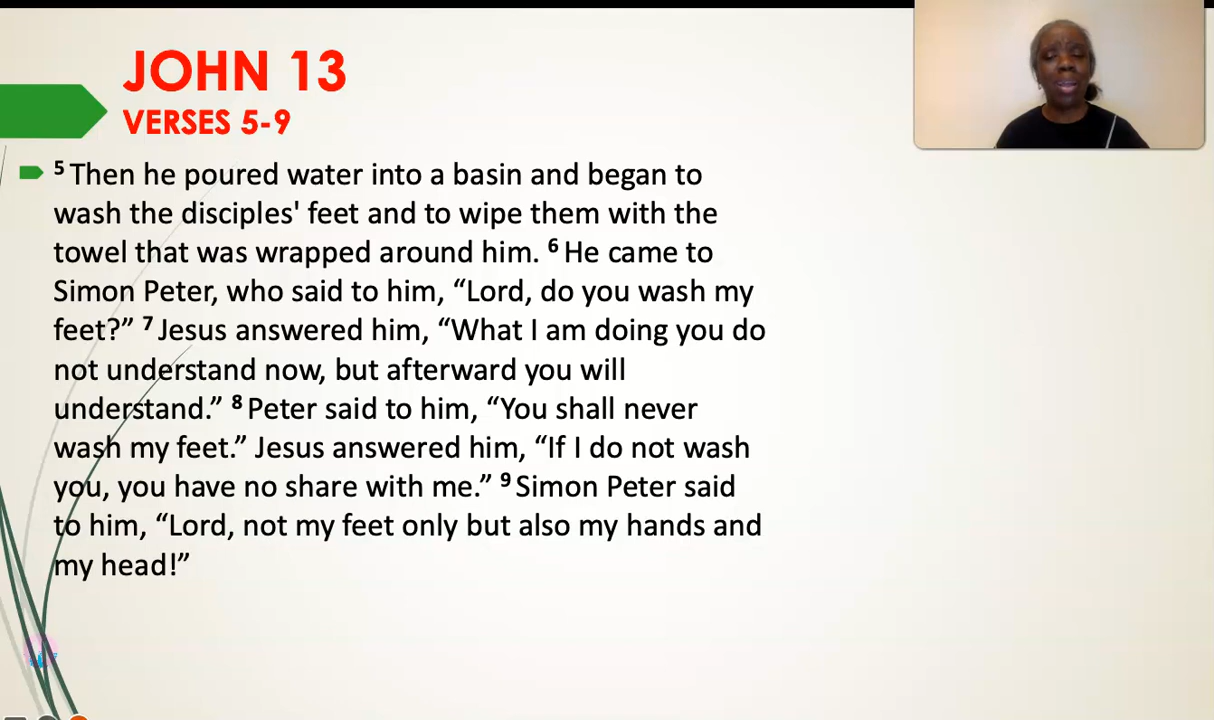 JOHN 13
VERSES 5-9
5 Then he poured water into a basin and began to
wash the disciples' feet and to wipe them with the
towel that was wrapped around him. 6 He came to
Simon Peter, who said to him, “Lord, do you wash my
feet?” 7 Jesus answered him, “What I am doing you do
not understand now, but afterward you will
understand.” 8 Peter said to him, “You shall never
wash my feet.” Jesus answered him, “If I do not wash
you, you have no share with me.” 9 Simon Peter said
to him, “Lord, not my feet only but also my hands and
my head!”